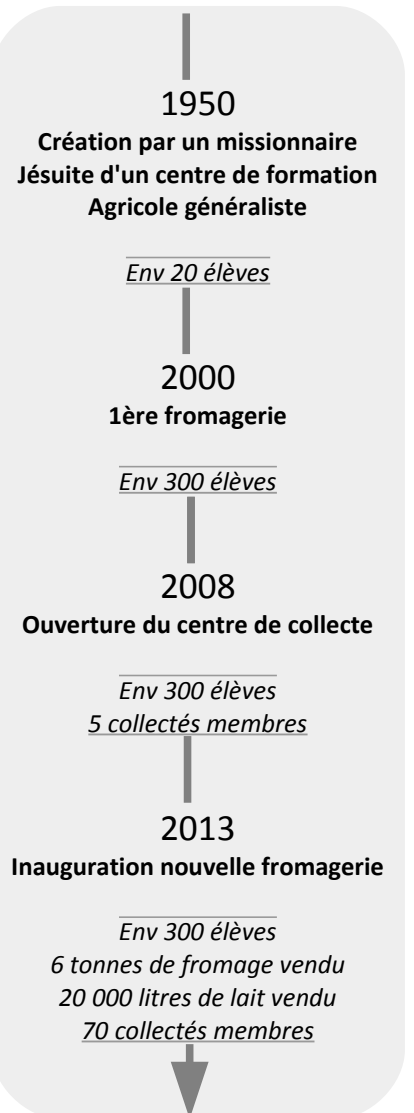 1950
Création par un missionnaire
Jésuite d'un centre de formation
Agricole généraliste
Env 20 élèves
2000
1ère fromagerie
Env 300 élèves
2008
Ouverture du centre de collecte
Env 300 élèves
5 collectés membres
2013
Inauguration nouvelle fromagerie
Env 300 élèves
6 tonnes de fromage vendu
20 000 litres de lait vendu
70 collectés membres